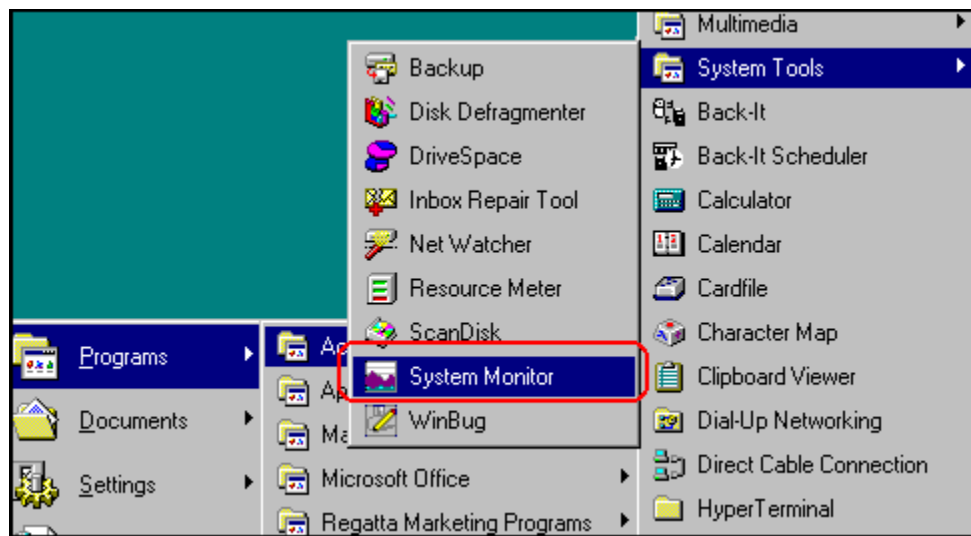 Multimedia
System Tools
Back-It
Back-It Scheduler
Calculator
Calendar
Cardfile
Character Map
Clipboard Viewer
Dial-Up Networking
Direct Cable Connection
HyperTerminal
Backup
Disk Defragmenter
DriveSpace
Inbox Repair Tool
Net Watcher
Resource Meter
ScanDisk
System Monitor
WinBug
Programs
Documents
Settings
Microsoft Office
Regatta Marketing Programs